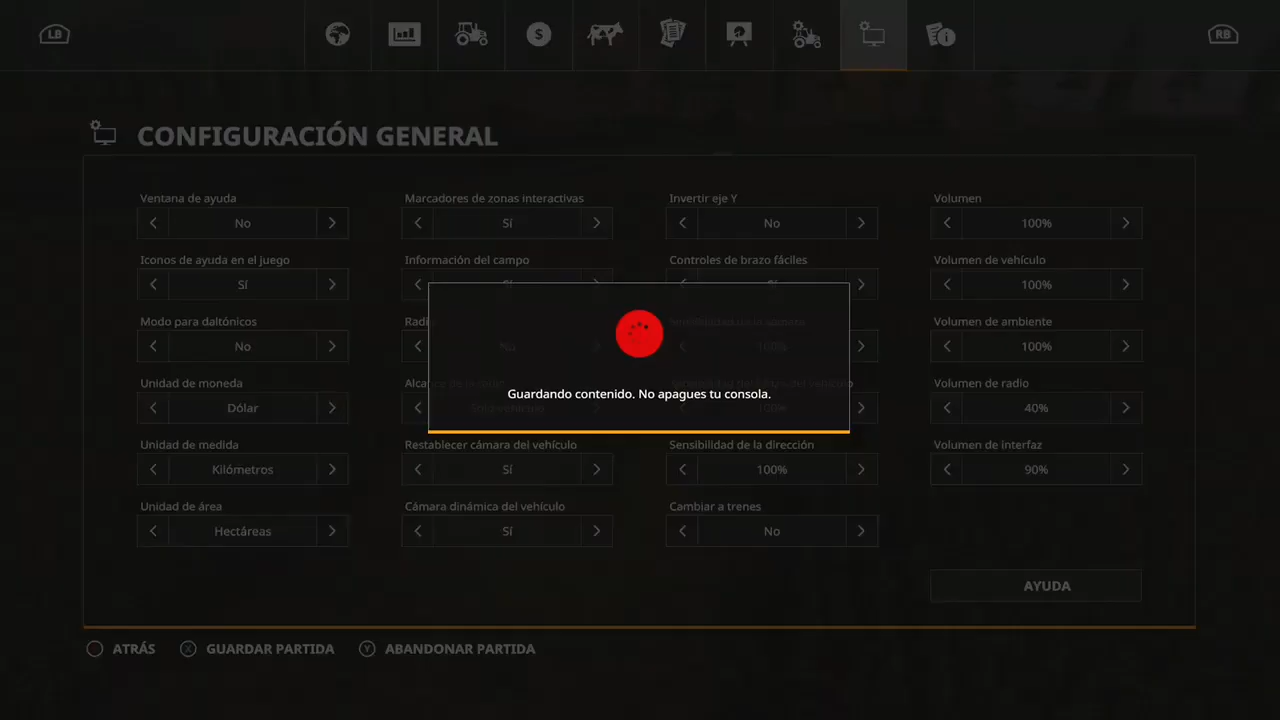 LB
$
RB
CONFIGURACIÓN GENERAL
Ventana de ayuda
No
Iconos de ayuda en el juego
Sí
Modo para daltónicos
No
Unidad de moneda
Dólar
Unidad de medida
Kilómetros
Unidad de área
Hectáreas
Marcadores de zonas interactivas
Sí
Información del campo
Sí
Restablecer cámara del vehículo
Sí
Cámara dinámica del vehículo
Sí
Invertir eje Y
No
Controles de brazo fáciles
Sí
100%
100%
Sensibilidad de la dirección
100%
Cambiar a trenes
No
Volumen
100%
Volumen de vehículo
100%
Volumen de ambiente
100%
Volumen de radio
40%
Volumen de interfaz
90%
Guardando contenido. No apagues tu consola.
AYUDA
ATRÁS
X GUARDAR PARTIDA
Y ABANDONAR PARTIDA